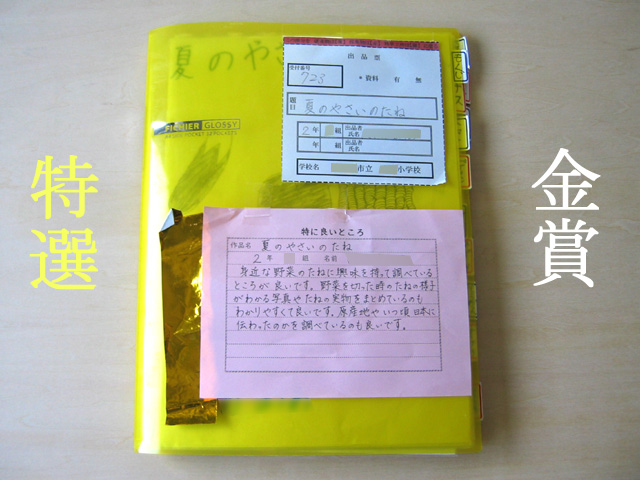 夏のやさい
出品票
受付番号
723
*資料 有 無
題目 夏のやさいのたね
2年 組 出品者氏名
年 組 出品者氏名
学校名 市立 小学校
FICHIER GLOSSY
特選
金賞
特に良いところ
作品名 夏のやさいのたね
2年 組 名前
身近な野菜のたねに興味を持って調べている
ところが良いです。野菜を切った時のたねの様子
がわかる写真やたねの実物をまとめているのも
わかりやすくて良いです。原産地やいつ頃日本に
伝わったのかを調べているのも良いです。